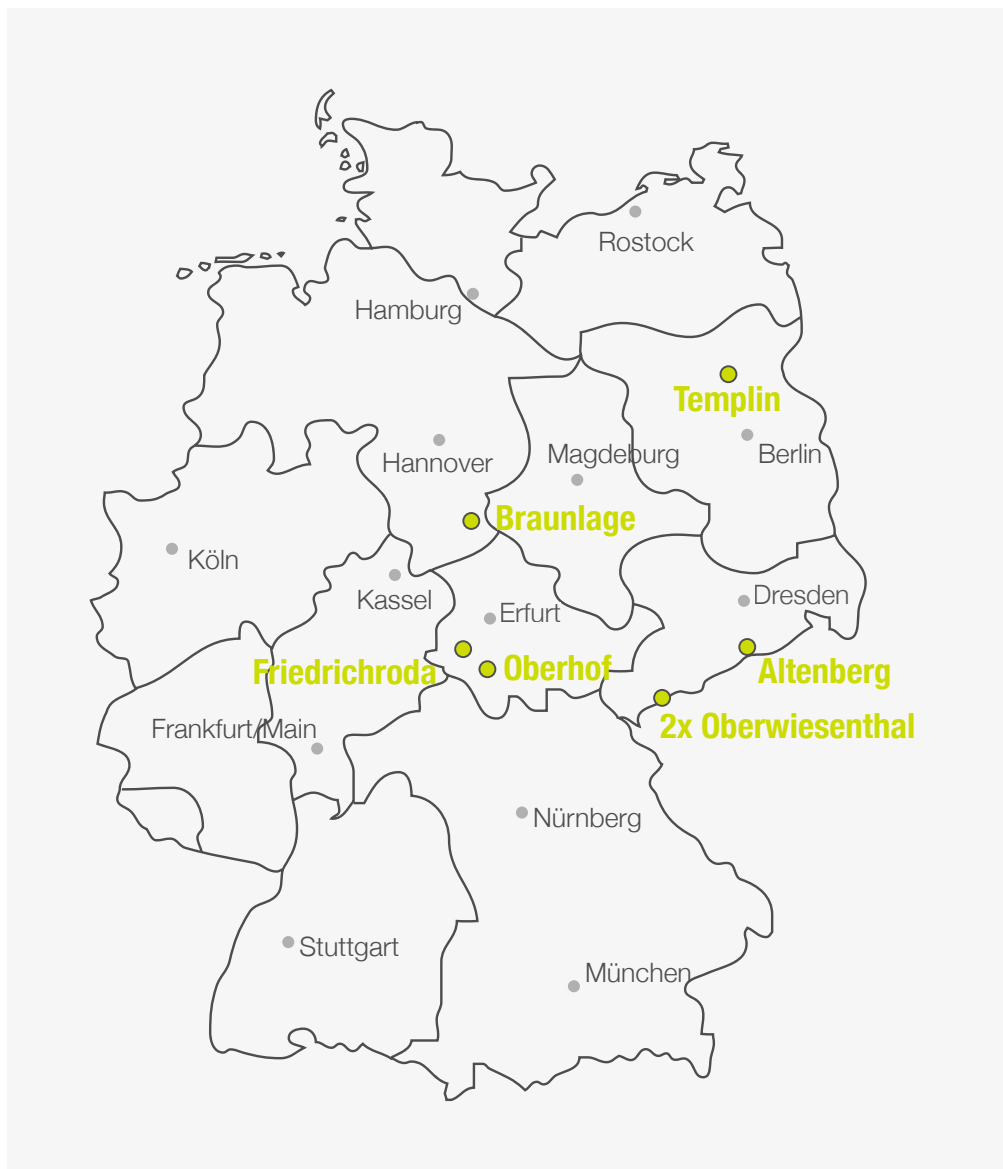 Rostock
Hamburg
Templin
Hannover
Magdeburg
Berlin
Braunlage
Köln
Kassel
Erfurt
Dresden
Friedrichroda
Oberhof
Altenberg
Frankfurt/Main
2x Oberwiesenthal
Nürnberg
Stuttgart
München